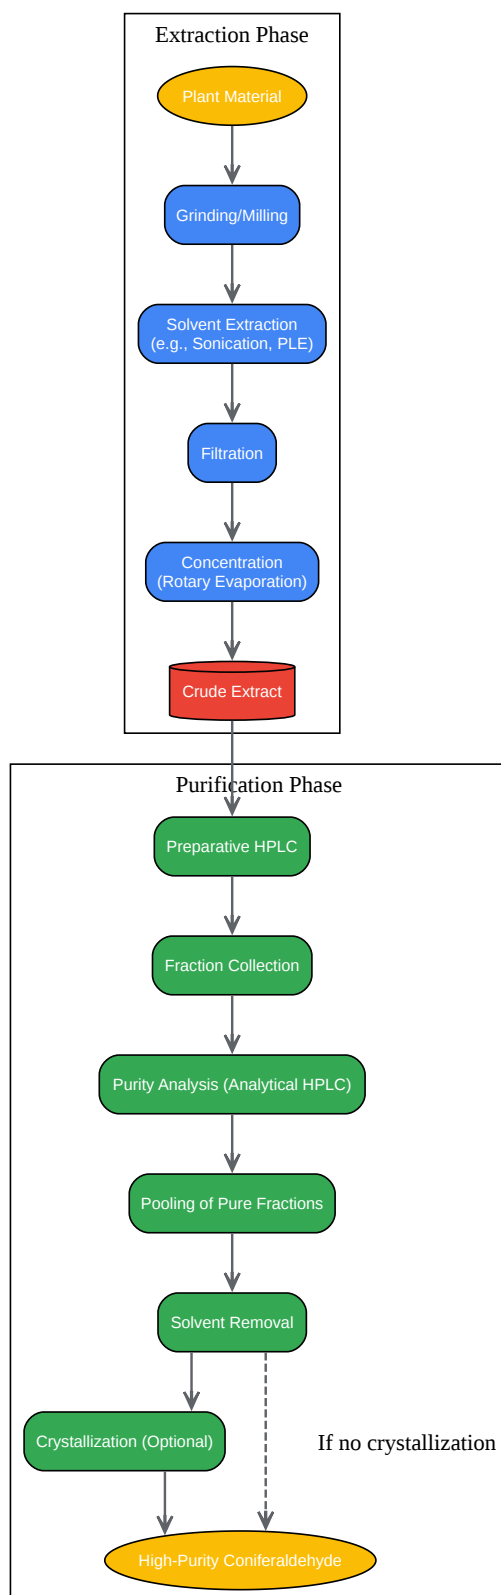 Extraction Phase
Plant Material
Grinding/Milling
Solvent Extraction
(e.g., Sonication, PLE)
Filtration
Concentration
(Rotary Evaporation)
Crude Extract
Purification Phase
Preparative HPLC
Fraction Collection
Purity Analysis (Analytical HPLC)
Pooling of Pure Fractions
Solvent Removal
Crystallization (Optional)
If no crystallization
High-Purity Coniferaldehyde